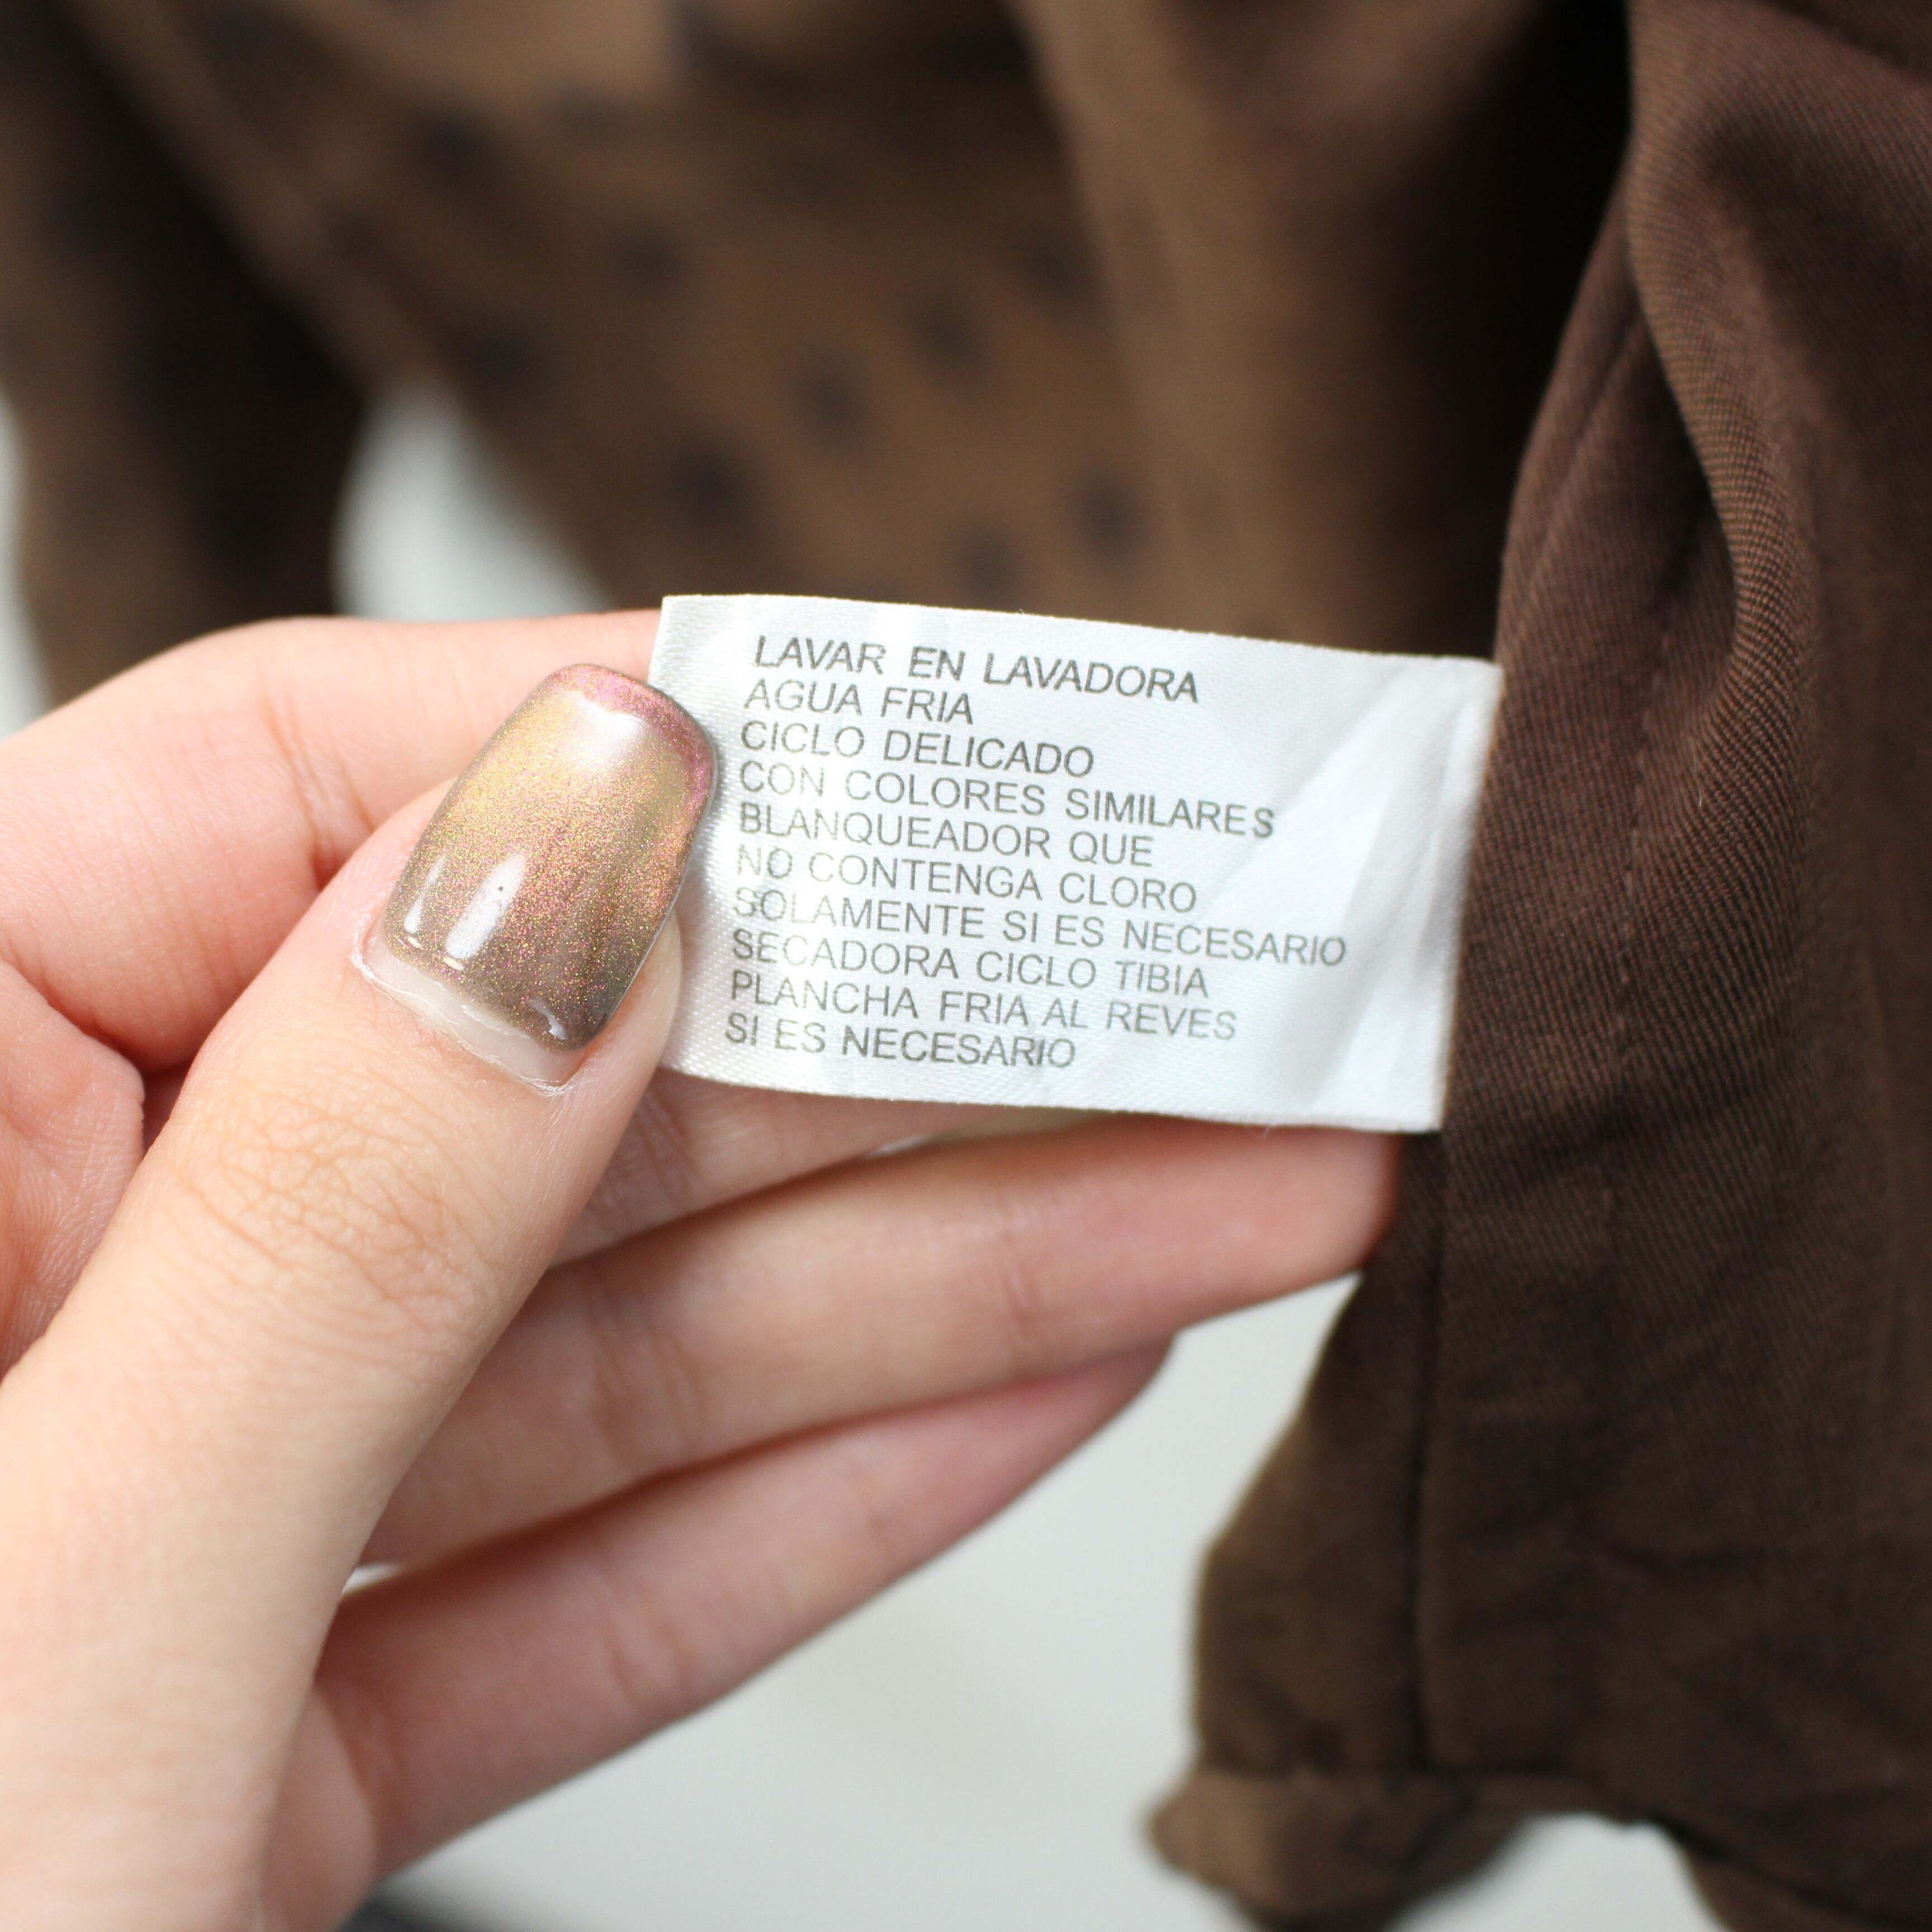 LAVAR EN LAVADORA
AGUA FRIA
CICLO DELICADO
CON COLORES SIMILARES
BLANQUEADOR QUE
NO CONTENGA CLORO
SOLAMENTE SI ES NECESARIO
SECADORA CICLO TIBIA
PLANCHA FRIA AL REVES
SI ES NECESARIO